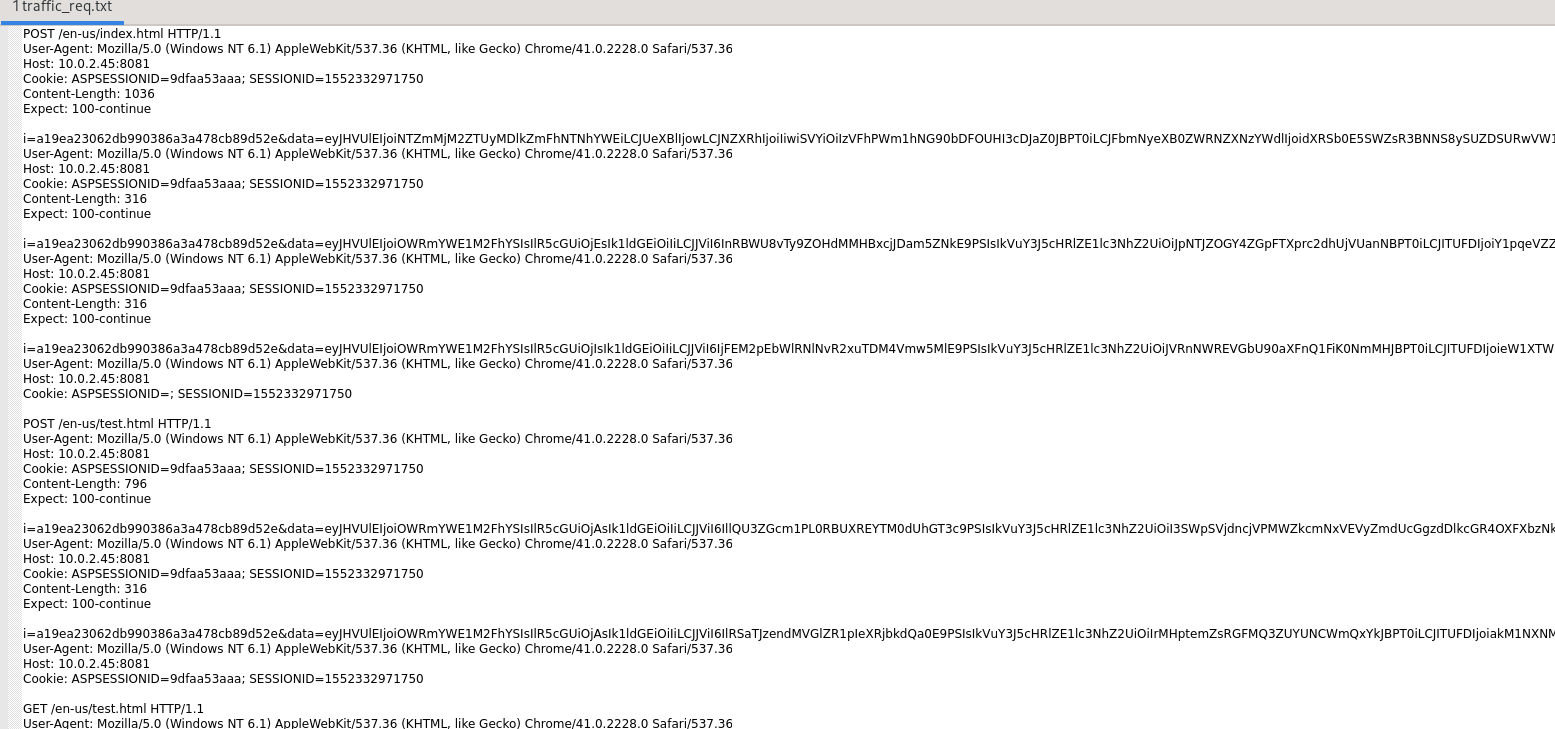 1 traffic_req.txt
POST /en-us/index.html HTTP/1.1
User-Agent: Mozilla/5.0 (Windows NT 6.1) AppleWebKit/537.36 (KHTML, like Gecko) Chrome/41.0.2228.0 Safari/537.36
Host: 10.0.2.45:8081
Cookie: ASPSESSIONID=9dfaa53aaa; SESSIONID=1552332971750
Content-Length: 1036
Expect: 100-continue
i=a19ea23062db990386a3a478cb89d52e&data=eyJHVUlEIjoiNTZmMjM2ZTUyMDlkZmFhNTNhYWEiLCJUeXBlIjowLCJNZXRhIjoiIiwiSVYiOiIzVFhPWm1hNG90bDFOUHI3cDJaZ0JBPT0iLCJFbmNyeXB0ZWRNZXNzYWdlIjoidXRSb0E5SWZsR3BNNS8ySUZDSURwVW1
User-Agent: Mozilla/5.0 (Windows NT 6.1) AppleWebKit/537.36 (KHTML, like Gecko) Chrome/41.0.2228.0 Safari/537.36
Host: 10.0.2.45:8081
Cookie: ASPSESSIONID=9dfaa53aaa; SESSIONID=1552332971750
Content-Length: 316
Expect: 100-continue
i=a19ea23062db990386a3a478cb89d52e&data=eyJHVUlEIjoiOWRmYWE1M2FhYSIsIlR5cGUiOjEsIk1ldGEiOiIiLCJJViI6InRBWU8vTy9ZOHdMMHBxcjJDam5ZNkE9PSIsIkVuY3J5cHRlZE1lc3NhZ2UiOiJpNTJZOGY4ZGpFTXprc2dhUjVUanNBPT0iLCJITUFDIjoiY1pqeVZZ
User-Agent: Mozilla/5.0 (Windows NT 6.1) AppleWebKit/537.36 (KHTML, like Gecko) Chrome/41.0.2228.0 Safari/537.36
Host: 10.0.2.45:8081
Cookie: ASPSESSIONID=9dfaa53aaa; SESSIONID=1552332971750
Content-Length: 316
Expect: 100-continue
i=a19ea23062db990386a3a478cb89d52e&data=eyJHVUlEIjoiOWRmYWE1M2FhYSIsIlR5cGUiOjIsIk1ldGEiOiIiLCJJViI6IjFEM2pEbWlRNlNvR2xuTDM4Vmw5MlE9PSIsIkVuY3J5cHRlZE1lc3NhZ2UiOiJVRnNWREVGbU90aXFnQ1FiK0NmMHJBPT0iLCJITUFDIjoieW1XTW
User-Agent: Mozilla/5.0 (Windows NT 6.1) AppleWebKit/537.36 (KHTML, like Gecko) Chrome/41.0.2228.0 Safari/537.36
Host: 10.0.2.45:8081
Cookie: ASPSESSIONID=; SESSIONID=1552332971750
POST /en-us/test.html HTTP/1.1
User-Agent: Mozilla/5.0 (Windows NT 6.1) AppleWebKit/537.36 (KHTML, like Gecko) Chrome/41.0.2228.0 Safari/537.36
Host: 10.0.2.45:8081
Cookie: ASPSESSIONID=9dfaa53aaa; SESSIONID=1552332971750
Content-Length: 796
Expect: 100-continue
i=a19ea23062db990386a3a478cb89d52e&data=eyJHVUlEIjoiOWRmYWE1M2FhYSIsIlR5cGUiOjAsIk1ldGEiOiIiLCJJViI6IllQU3ZGcm1PL0RBUXREYTM0dUhGT3c9PSIsIkVuY3J5cHRlZE1lc3NhZ2UiOiI3SWpSVjdncjVPMWZkcmNxVEVyZmdUcGgzdDlkcGR4OXFXbzNk
User-Agent: Mozilla/5.0 (Windows NT 6.1) AppleWebKit/537.36 (KHTML, like Gecko) Chrome/41.0.2228.0 Safari/537.36
Host: 10.0.2.45:8081
Cookie: ASPSESSIONID=9dfaa53aaa; SESSIONID=1552332971750
Content-Length: 316
Expect: 100-continue
i=a19ea23062db990386a3a478cb89d52e&data=eyJHVUlEIjoiOWRmYWE1M2FhYSIsIlR5cGUiOjAsIk1ldGEiOiIiLCJJViI6IlRSaTJzendMVGlZR1pIeXRjbkdQa0E9PSIsIkVuY3J5cHRlZE1lc3NhZ2UiOiIrMHptemZsRGFMQ3ZUYUNCWmQxYkJBPT0iLCJITUFDIjoiakM1NXNM
User-Agent: Mozilla/5.0 (Windows NT 6.1) AppleWebKit/537.36 (KHTML, like Gecko) Chrome/41.0.2228.0 Safari/537.36
Host: 10.0.2.45:8081
Cookie: ASPSESSIONID=9dfaa53aaa; SESSIONID=1552332971750
GET /en-us/test.html HTTP/1.1
User-Agent: Mozilla/5.0 (Windows NT 6.1) AppleWebKit/537.36 (KHTML, like Gecko) Chrome/41.0.2228.0 Safari/537.36